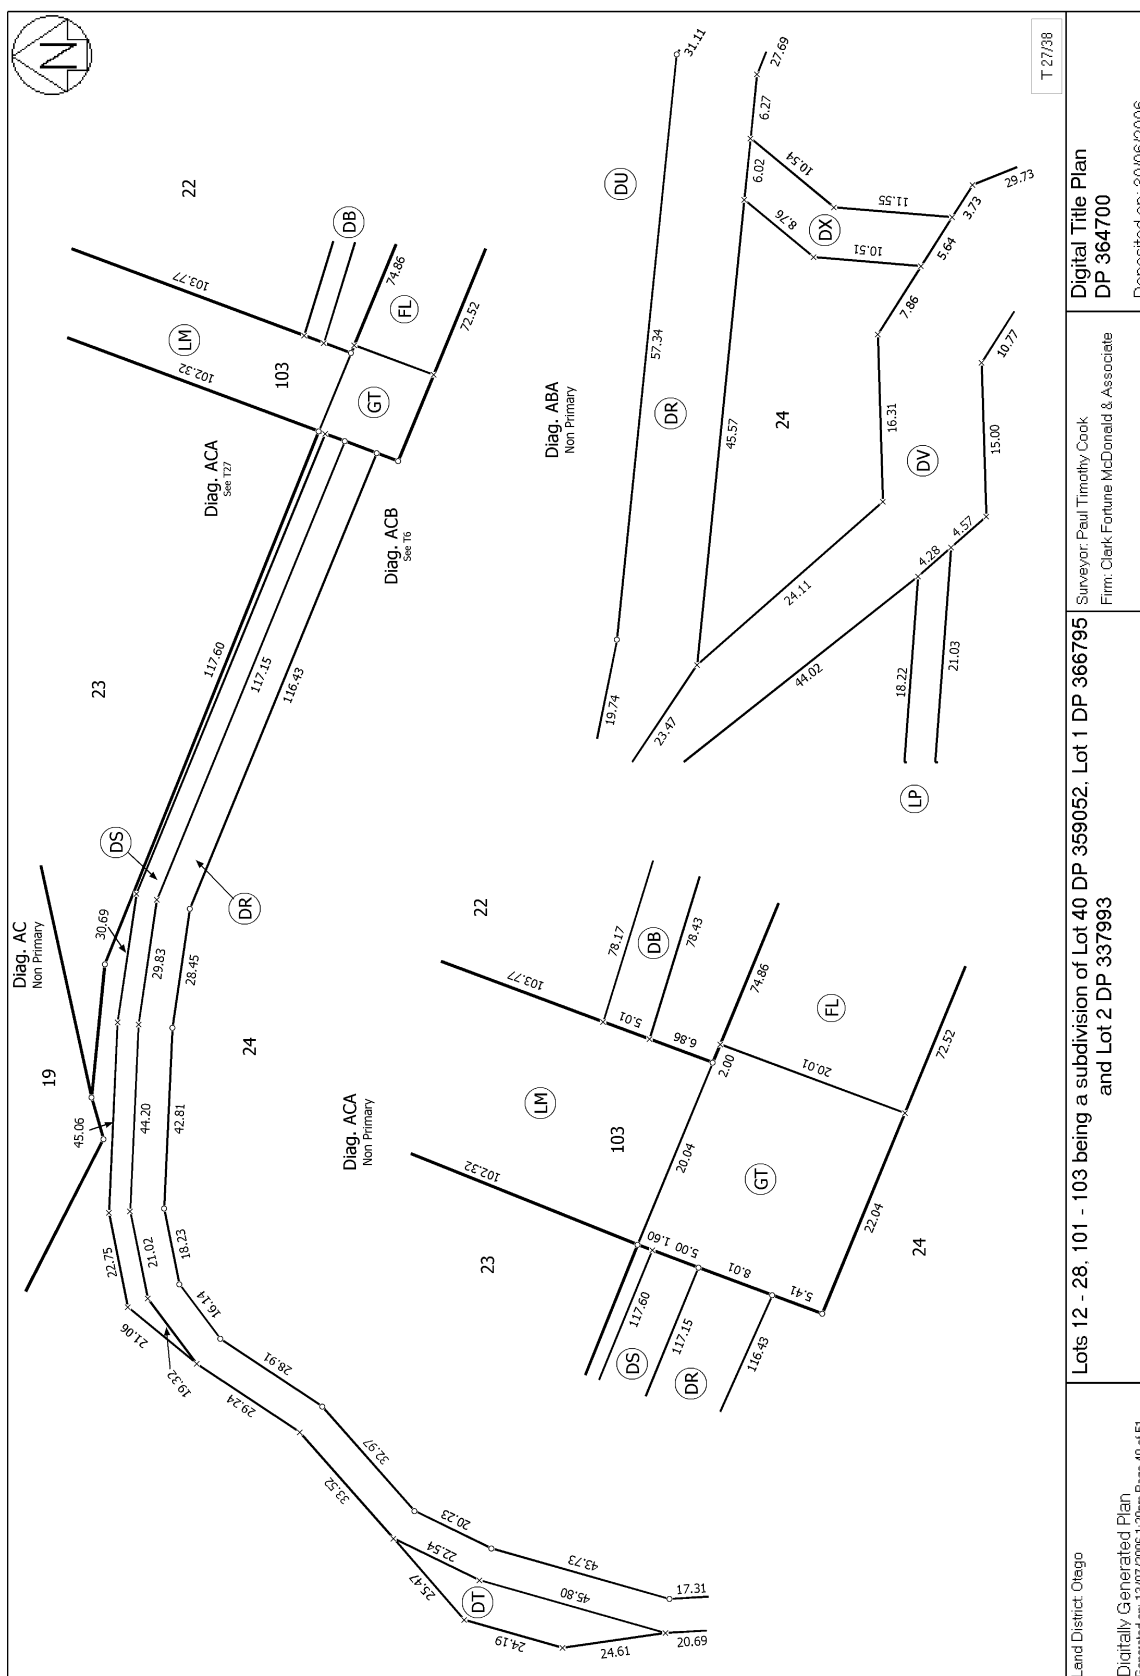 N
T 27/38
Digital Title Plan
DP 364700
Surveyor: Paul Timothy Cook
Firm: Clark Fortune McDonald & Associate
Lots 12 - 28, 101 - 103 being a subdivision of Lot 40 DP 359052, Lot 1 DP 366795
and Lot 2 DP 337993
Land District: Otago
Digitally Generated Plan
Diag. AC
Non Primary
19
22
23
24
103
LM
DB
FL
GT
DS
DR
DT
Diag. ACA
See T27
Diag. ACB
See T6
103.77
102.32
74.86
72.52
117.60
117.15
116.43
30.69
29.83
28.45
45.06
44.20
42.81
22.75
21.02
18.23
21.06
19.32
16.14
29.24
28.91
33.52
32.97
25.47
22.54
20.23
24.19
45.80
43.73
24.61
20.69
17.31
Diag. ACA
Non Primary
22
23
24
103
LM
DB
FL
GT
DS
DR
103.77
102.32
78.17
78.43
5.01
6.86
2.00
74.86
20.01
72.52
20.04
22.04
1.60
5.00
8.01
5.41
117.60
117.15
116.43
Diag. ABA
Non Primary
DU
DR
24
DX
DV
LP
31.11
27.69
6.27
6.02
10.54
8.76
11.55
10.51
3.73
29.73
5.64
7.86
57.34
45.57
16.31
10.77
15.00
4.57
4.28
24.11
44.02
18.22
21.03
19.74
23.47